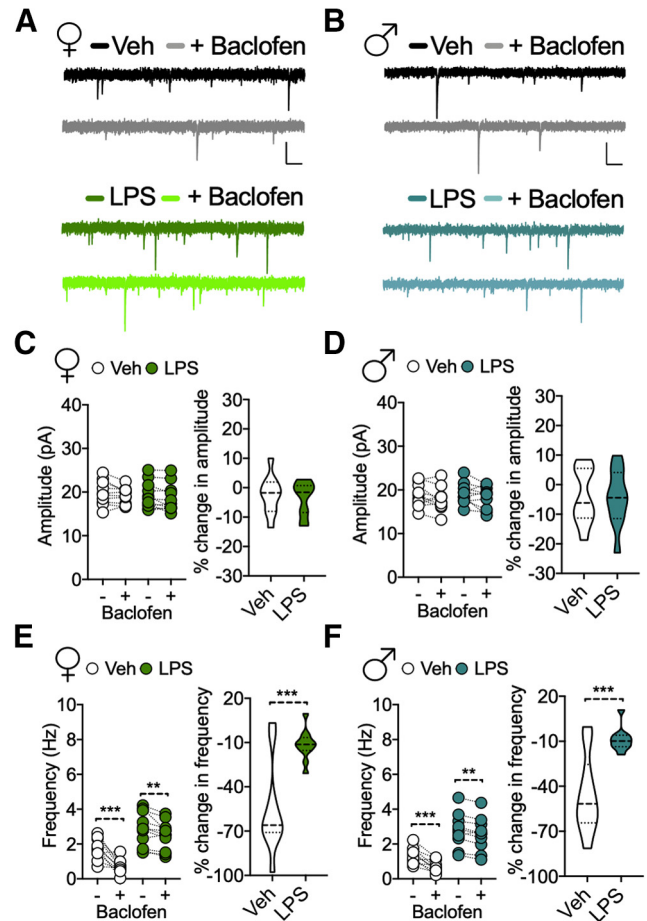 A
♀ Veh + Baclofen
LPS + Baclofen
B
♂ Veh + Baclofen
LPS + Baclofen
C
♀ Veh LPS
Amplitude (pA)
40
30
20
10
0
- + - +
Baclofen
% change in amplitude
30
20
10
0
-10
-20
-30
Veh LPS
D
♂ Veh LPS
Amplitude (pA)
40
30
20
10
0
- + - +
Baclofen
% change in amplitude
30
20
10
0
-10
-20
-30
Veh LPS
E
♀ Veh LPS
Frequency (Hz)
10
8
6
4
2
0
*** **
- + - +
Baclofen
% change in frequency
20
-10
-40
-70
-100
***
Veh LPS
F
♂ Veh LPS
Frequency (Hz)
10
8
6
4
2
0
*** **
- + - +
Baclofen
% change in frequency
20
-10
-40
-70
-100
***
Veh LPS